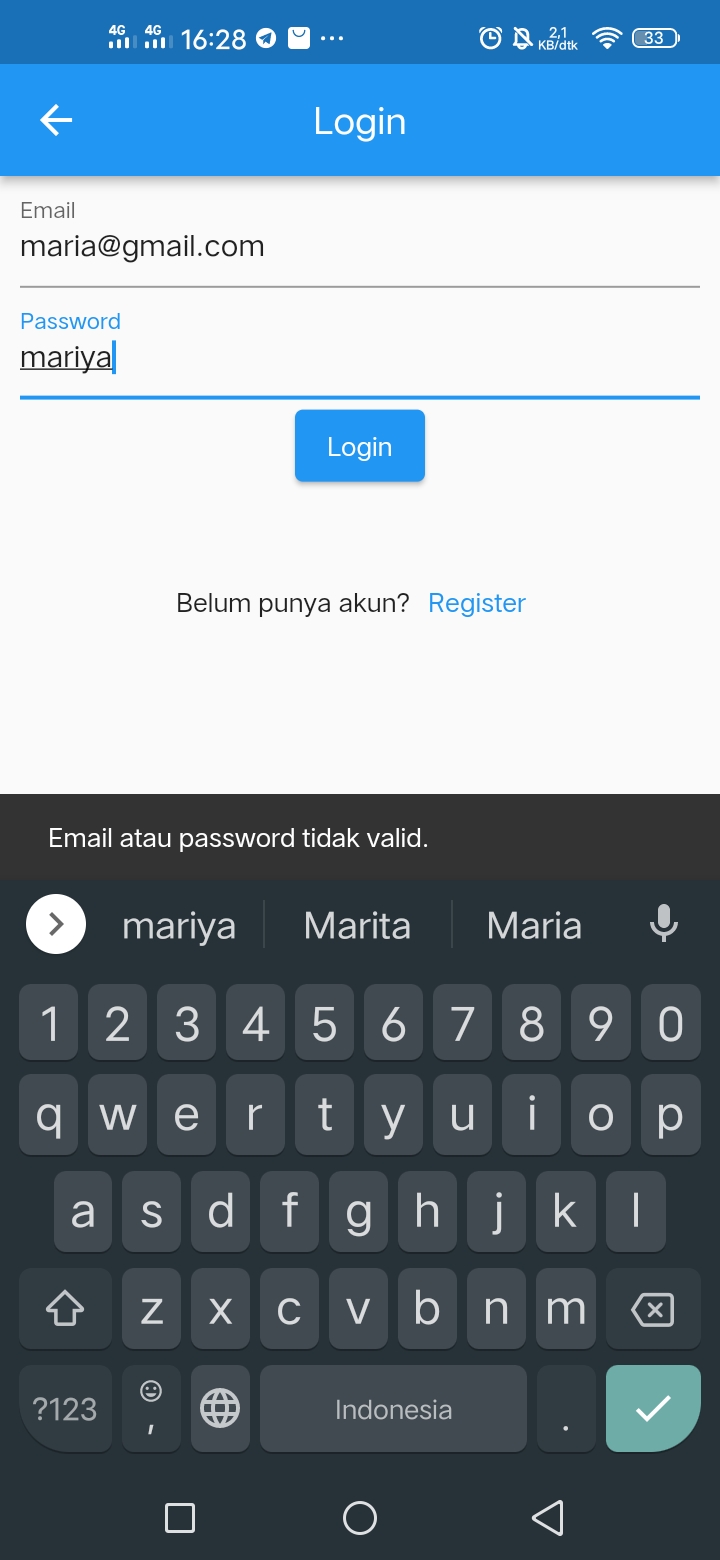 4G 4G 16:28 ... 2,1 KB/dtk 33
Login
Email
maria@gmail.com
Password
mariya
Login
Belum punya akun? Register
Email atau password tidak valid.
mariya Marita Maria
1 2 3 4 5 6 7 8 9 0
q w e r t y u i o p
a s d f g h j k l
z x c v b n m
?123 , Indonesia .